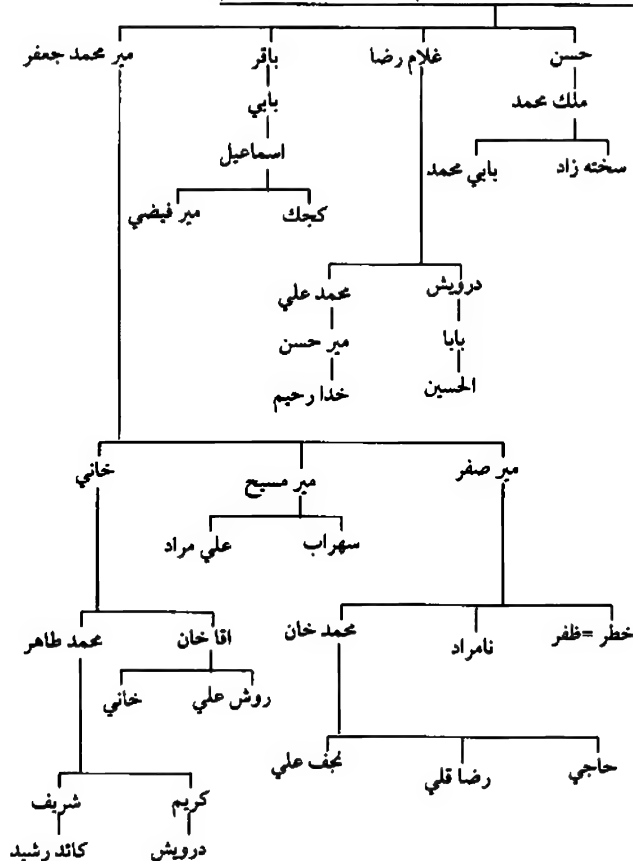 حسن غلام رضا باقر مير محمد جعفر
ملك محمد بابي
سخته زاد بابي محمد اسماعيل
كجك مير فيضي
درويش محمد علي
بابا مير حسن
الحسين خدا رحيم
مير صفر مير مسيح خاني
سهراب علي مراد
خطر =ظفر نامراد محمد خان اقا خان محمد طاهر
روش علي خاني
حاجي رضا قلي نجف علي
كريم شريف
درويش كائد رشيد